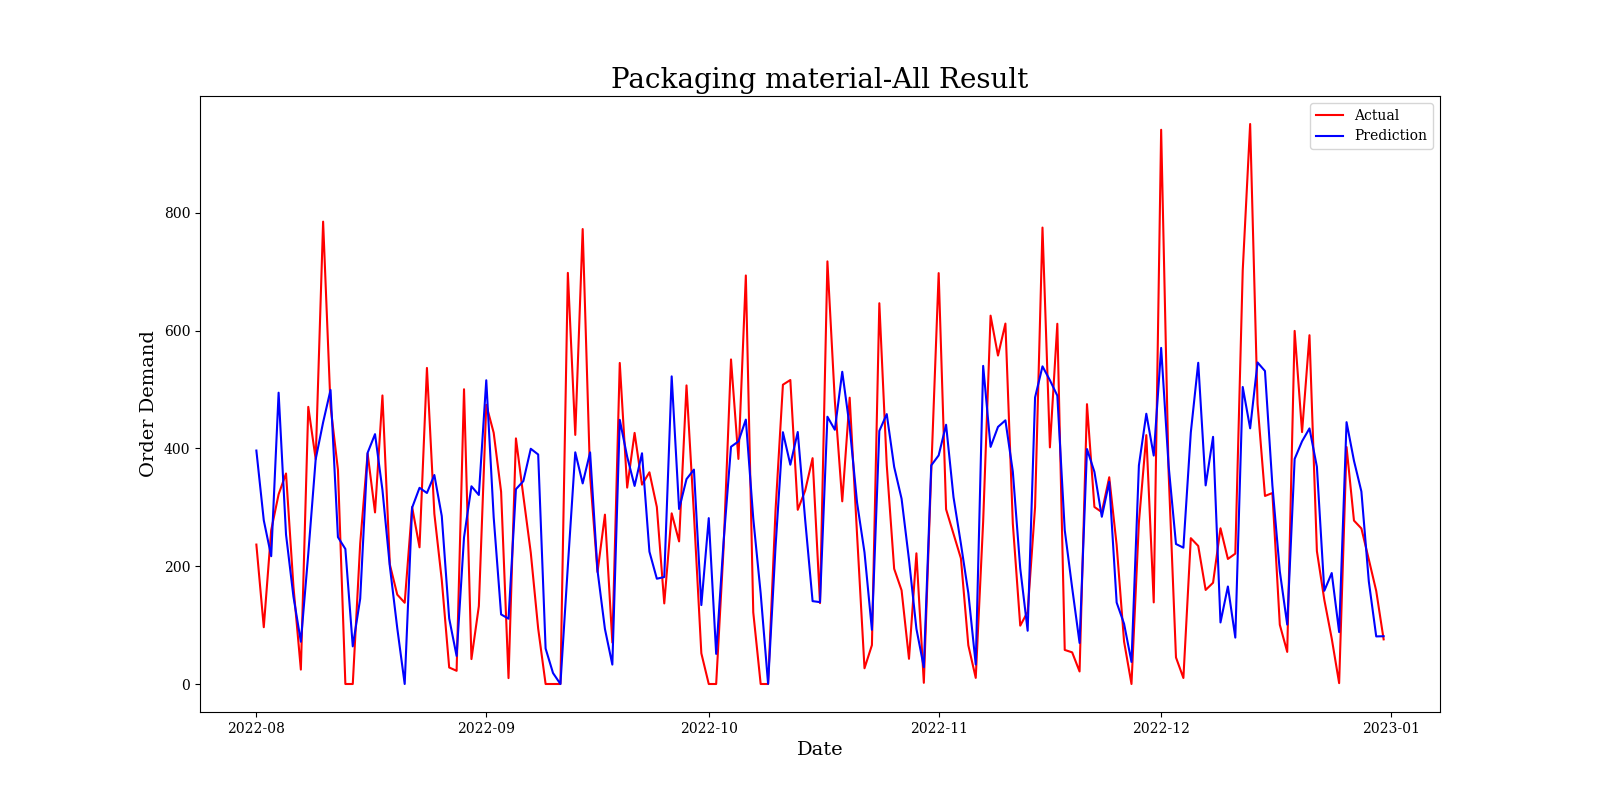 Packaging material-All Result
Actual
Prediction
Order Demand
800
600
400
200
0
2022-08 2022-09 2022-10 2022-11 2022-12 2023-01
Date